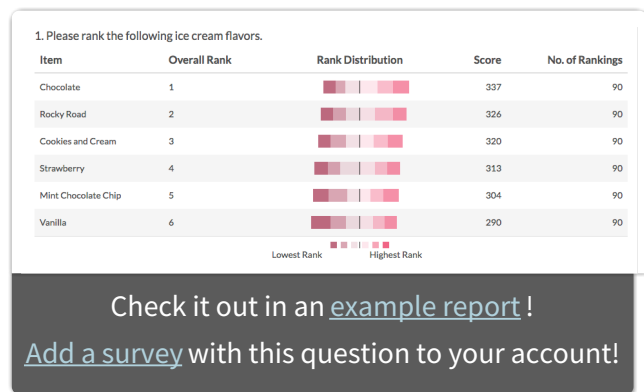 1. Please rank the following ice cream flavors.
Item Overall Rank Rank Distribution Score No. of Rankings
Chocolate 1 337 90
Rocky Road 2 326 90
Cookies and Cream 3 320 90
Strawberry 4 313 90
Mint Chocolate Chip 5 304 90
Vanilla 6 290 90
Lowest Rank Highest Rank
Check it out in an example report!
Add a survey with this question to your account!